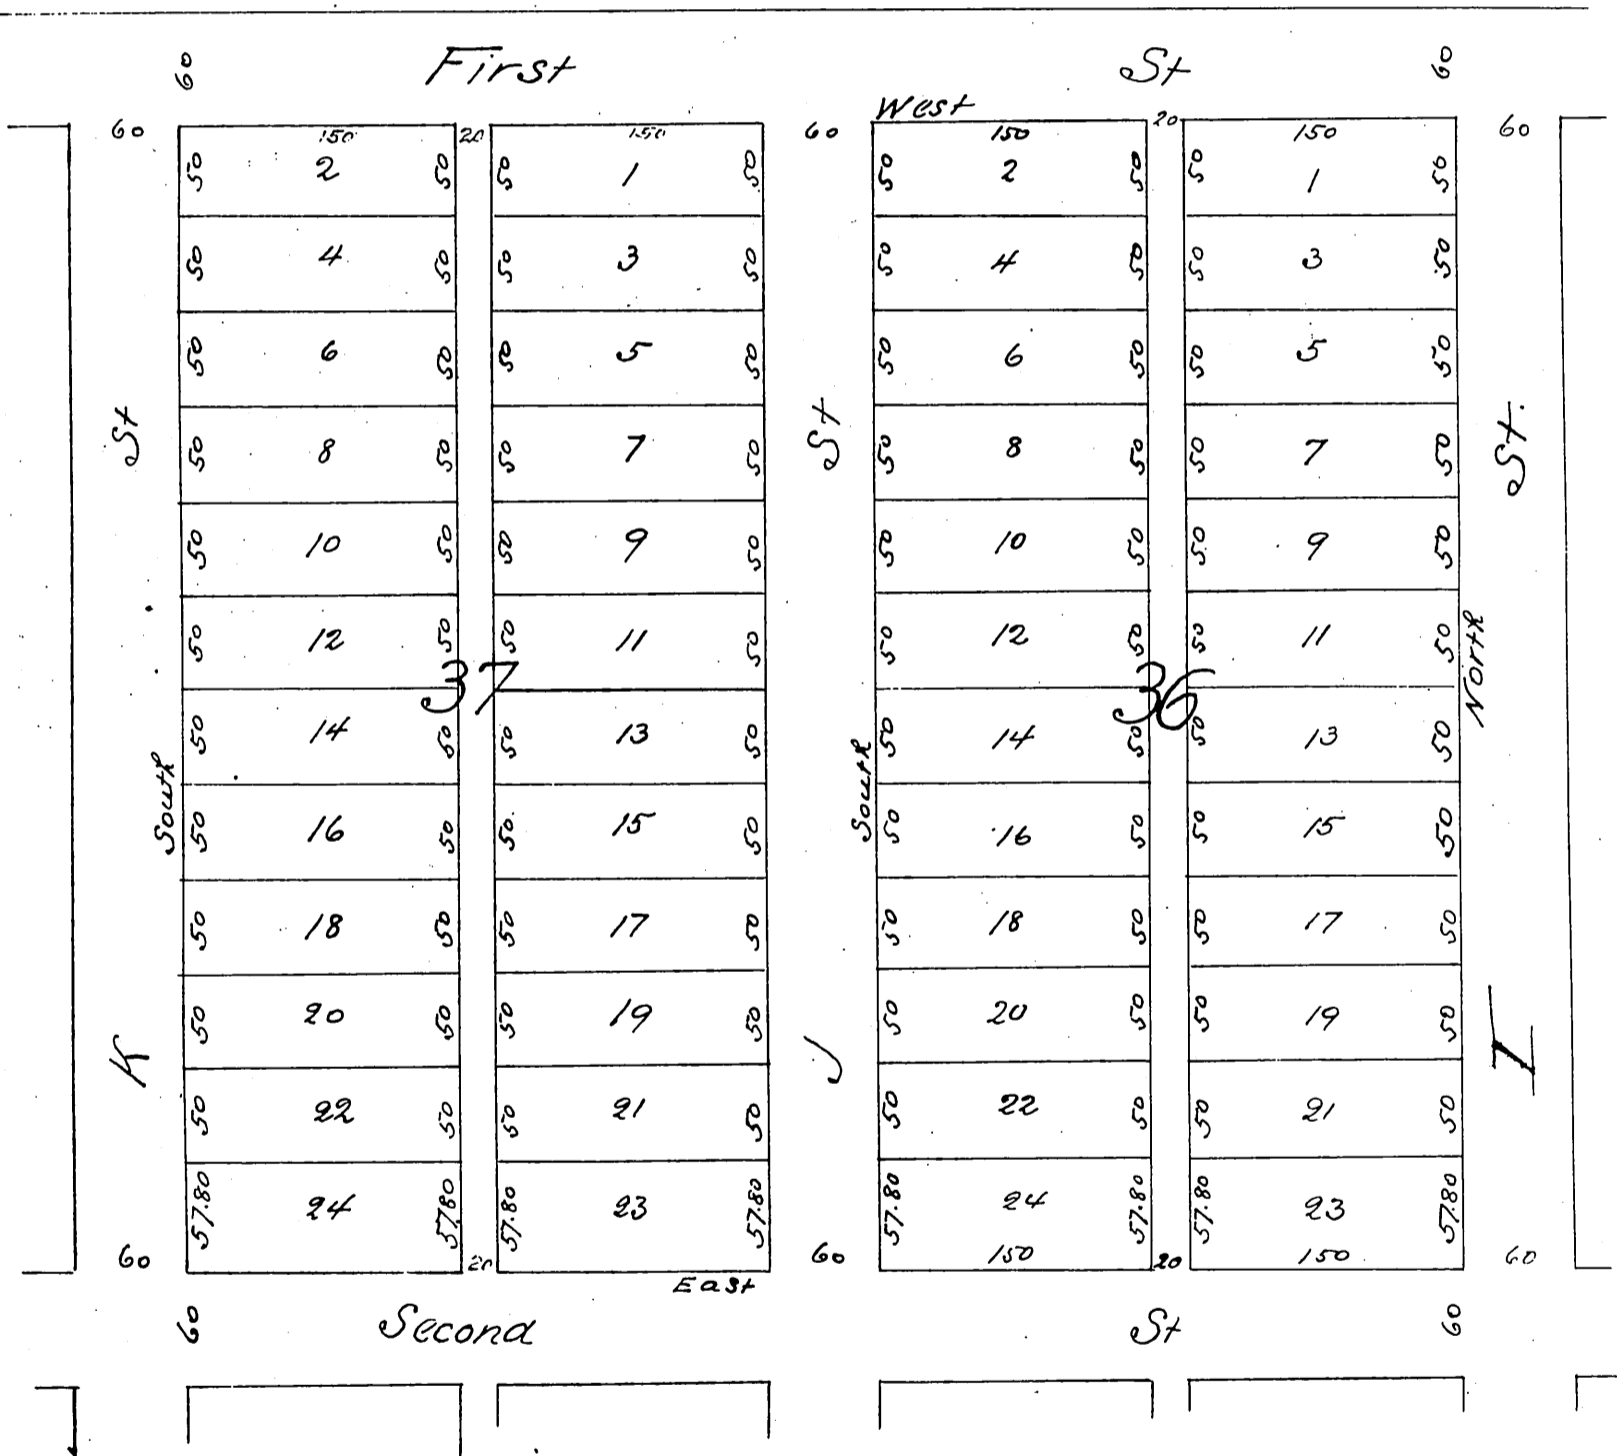 60 First St 60
West
60 150 20 150 60 150 20 150 60
50 2 50 50 1 50 50 2 50 50 1 50
50 4 50 50 3 50 50 4 50 50 3 50
50 6 50 50 5 50 50 6 50 50 5 50
St St St.
50 8 50 50 7 50 50 8 50 50 7 50
50 10 50 50 9 50 50 10 50 50 9 50
50 12 50 50 11 50 50 12 50 50 11 50
37 36 North
50 14 50 50 13 50 50 14 50 50 13 50
South South
50 16 50 50 15 50 50 16 50 50 15 50
50 18 50 50 17 50 50 18 50 50 17 50
50 20 50 50 19 50 50 20 50 50 19 50
K J I
50 22 50 50 21 50 50 22 50 50 21 50
57.80 24 57.80 57.80 23 57.80 57.80 24 57.80 57.80 23 57.80
60 20 60 150 20 150 60
East
60 Second St 60